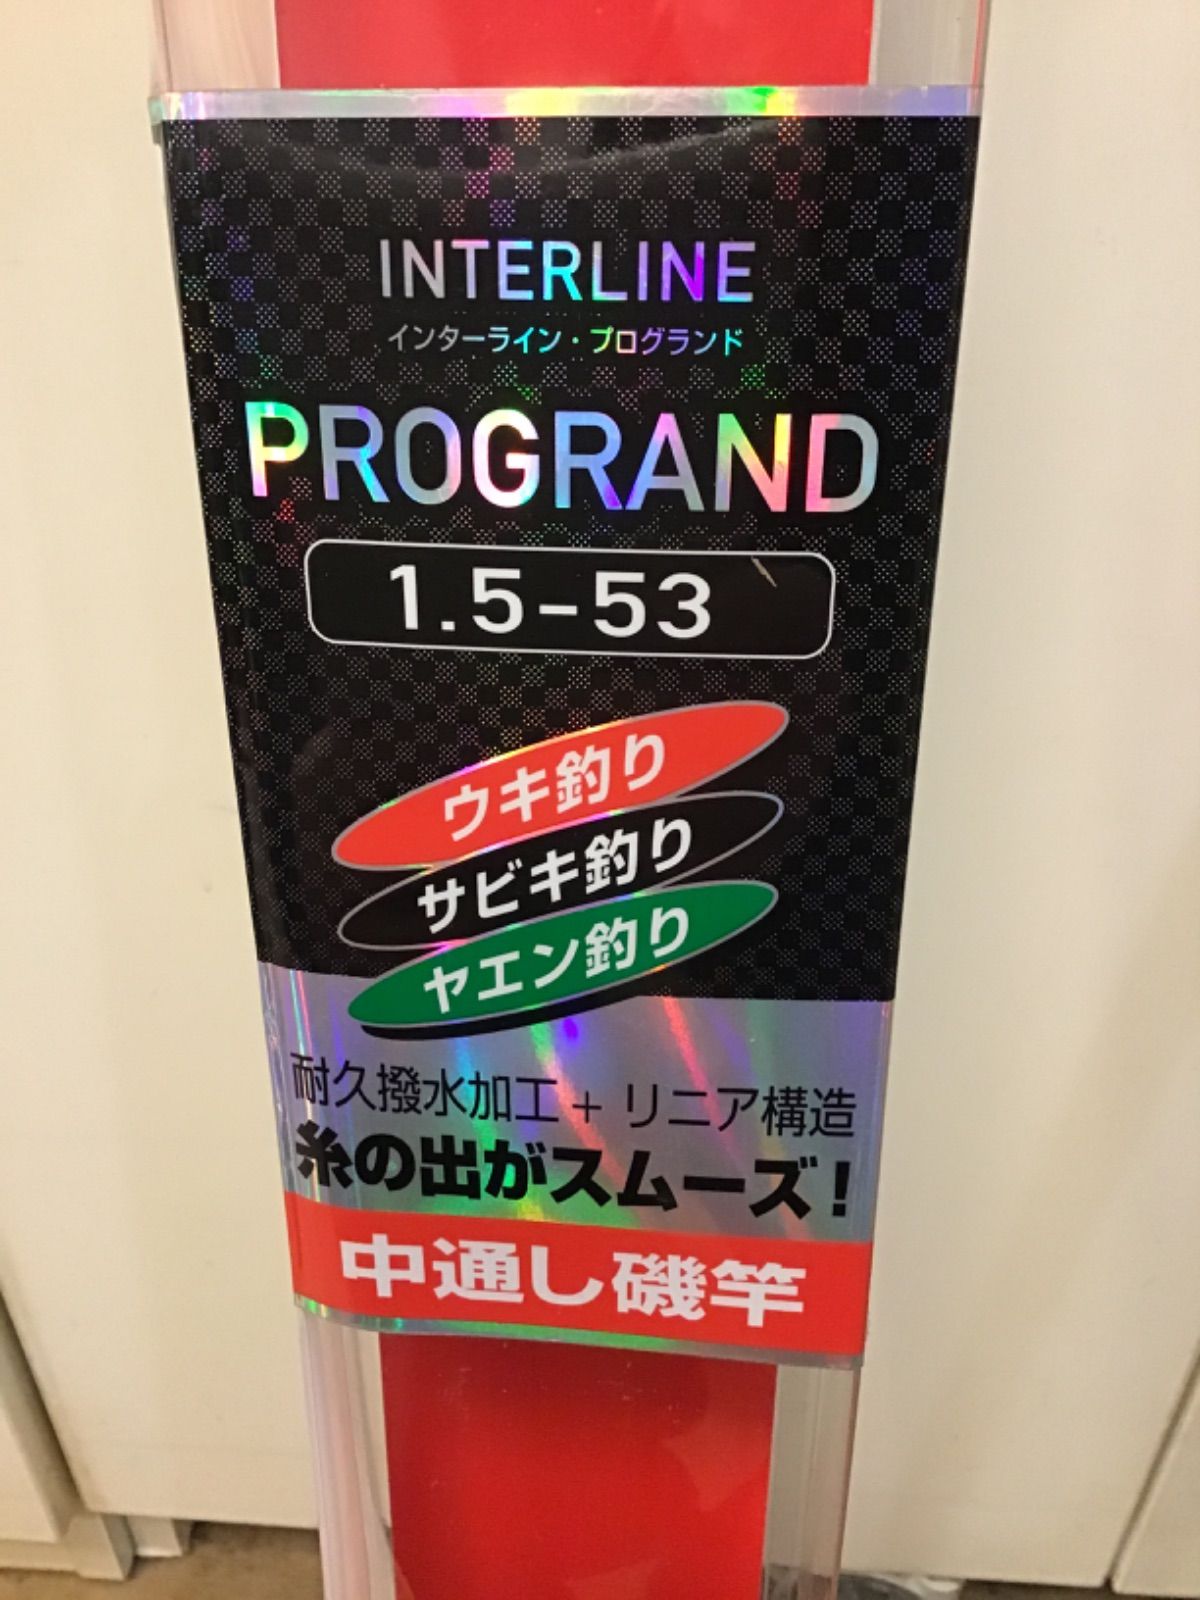 INTERLINE
インターライン・プログランド
PROGRAND
1.5-53
ウキ釣り
サビキ釣り
ヤエン釣り
耐久撥水加工+リニア構造
糸の出がスムーズ!
中通し磯竿